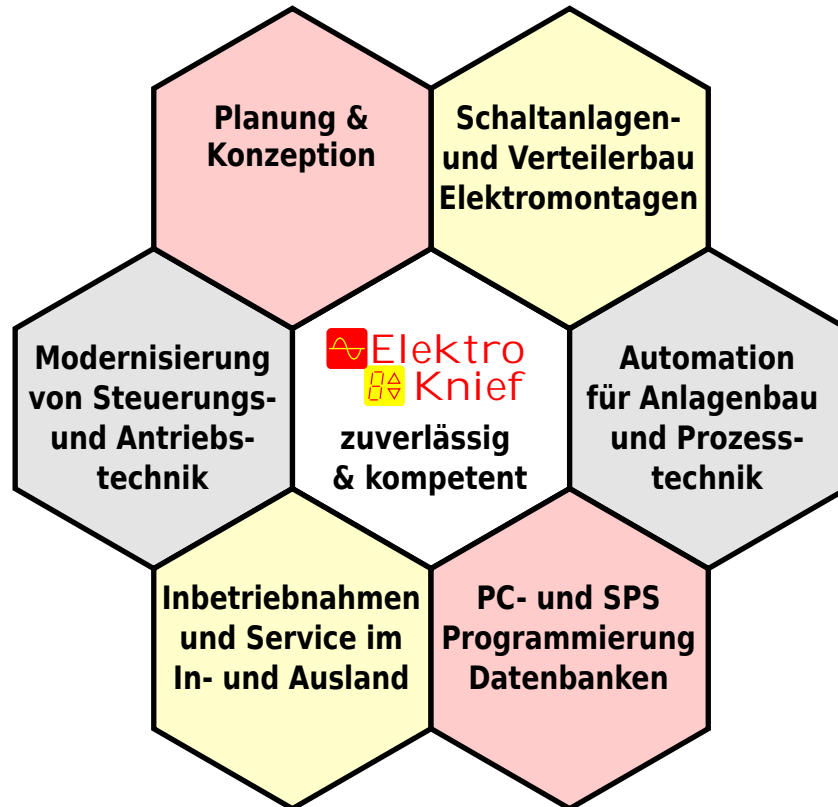 Planung &
Konzeption
Schaltanlagen-
und Verteilerbau
Elektromontagen
Modernisierung
von Steuerungs-
und Antriebs-
technik
Elektro
Knief
zuverlässig
& kompetent
Automation
für Anlagenbau
und Prozess-
technik
Inbetriebnahmen
und Service im
In- und Ausland
PC- und SPS
Programmierung
Datenbanken